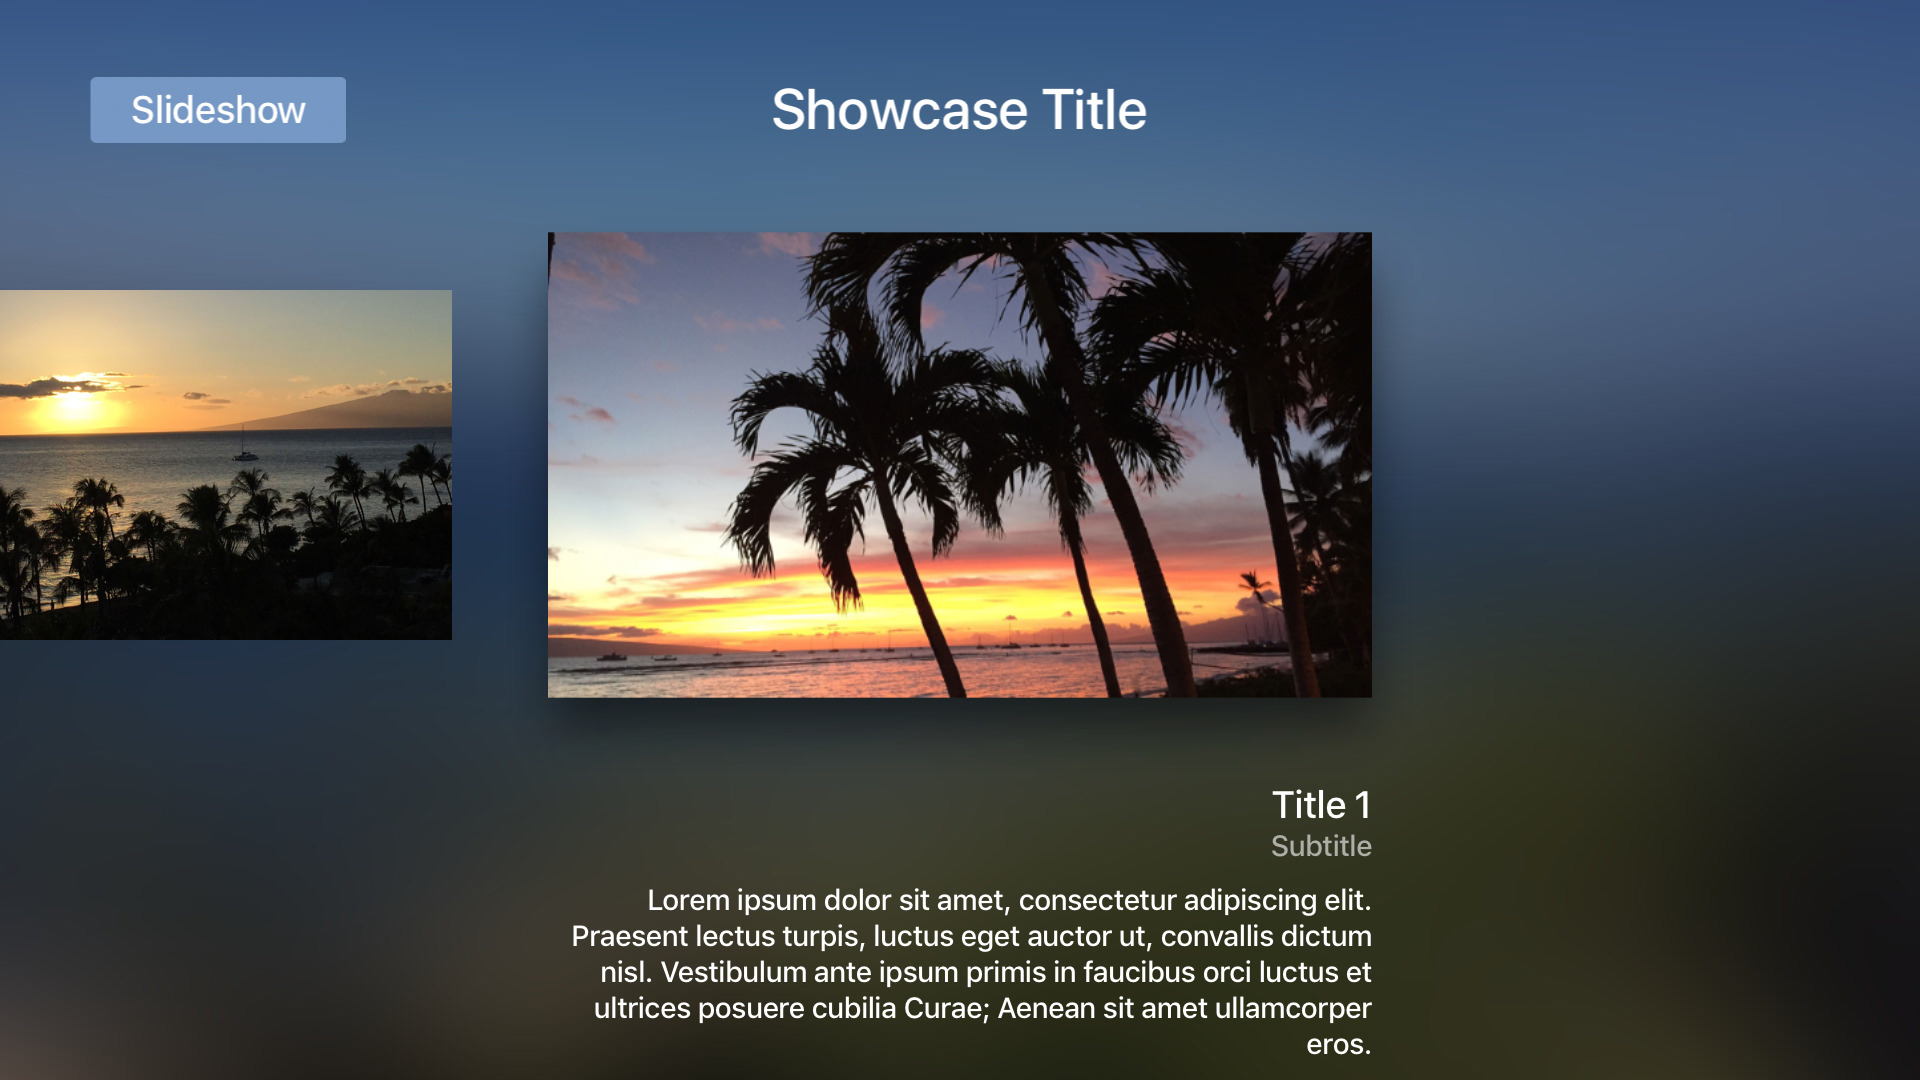 Slideshow
Showcase Title
Title 1
Subtitle
Lorem ipsum dolor sit amet, consectetur adipiscing elit.
Praesent lectus turpis, luctus eget auctor ut, convallis dictum
nisl. Vestibulum ante ipsum primis in faucibus orci luctus et
ultrices posuere cubilia Curae; Aenean sit amet ullamcorper
eros.